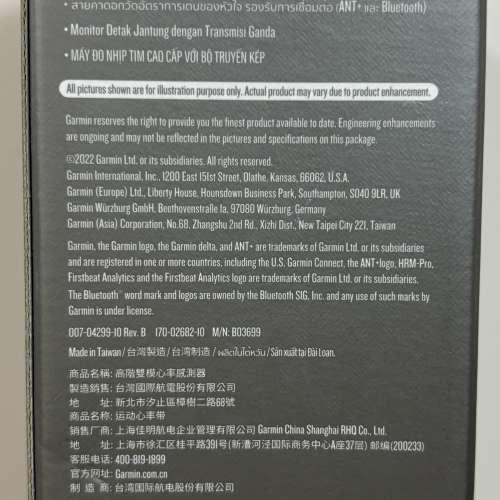 • สายคาดอกวัดอัตราการเต้นของหัวใจ รองรับการเชื่อมต่อ (ANT+ และ Bluetooth)
• Monitor Detak Jantung dengan Transmisi Ganda
• MÁY ĐO NHỊP TIM CAO CẤP VỚI BỘ TRUYỀN KÉP
All pictures shown are for illustration purpose only. Actual product may vary due to product enhancement.
Garmin reserves the right to provide you the finest product available to date. Engineering enhancements
are ongoing and may not be reflected in the pictures and specifications on this package.
©2022 Garmin Ltd. or its subsidiaries. All rights reserved.
Garmin International, Inc., 1200 East 151st Street, Olathe, Kansas, 66062, U.S.A.
Garmin (Europe) Ltd., Liberty House, Hounsdown Business Park, Southampton, SO40 9LR, UK
Garmin Würzburg GmbH, Beethovenstraße 1a, 97080 Würzburg, Germany
Garmin (Asia) Corporation, No.68, Zhangshu 2nd Rd., Xizhi Dist., New Taipei City 221, Taiwan
Garmin, the Garmin logo, the Garmin delta, and ANT+ are trademarks of Garmin Ltd. or its subsidiaries
and are registered in one or more countries, including the U.S. Garmin Connect, the ANT+logo, HRM-Pro,
Firstbeat Analytics and the Firstbeat Analytics logo are trademarks of Garmin Ltd. or its subsidiaries.
The Bluetooth® word mark and logos are owned by the Bluetooth SIG, Inc. and any use of such marks by
Garmin is under license.
007-04299-10 Rev. B 170-02682-10 M/N: B03699
Made in Taiwan / 台灣製造 / 台湾制造 / ผลิตในไต้หวัน / Sản xuất tại Đài Loan.
商品名稱: 高階雙模心率感測器
製造銷售: 台灣國際航電股份有限公司
地 址: 新北市汐止區樟樹二路68號
商品名称: 运动心率带
销售厂商: 上海佳明航电企业管理有限公司 Garmin China Shanghai RHQ Co., Ltd.
地 址: 上海市徐汇区桂平路391号(新漕河泾国际商务中心A座37层) 邮编(200233)
客服电话: 400-819-1899
官方网站: Garmin.com.cn
制 造 商: 台湾国际航电股份有限公司